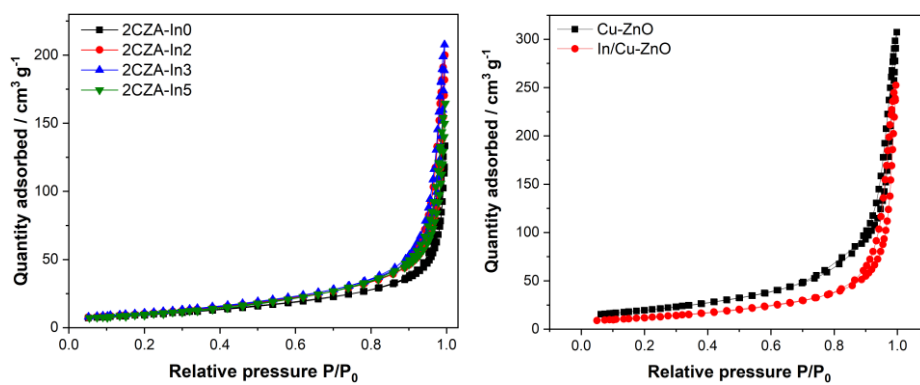 2CZA-In0
2CZA-In2
2CZA-In3
2CZA-In5
Quantity adsorbed / cm³ g⁻¹
200
150
100
50
0
0.0 0.2 0.4 0.6 0.8 1.0
Relative pressure P/P₀
Cu-ZnO
In/Cu-ZnO
Quantity adsorbed / cm³ g⁻¹
300
250
200
150
100
50
0
0.0 0.2 0.4 0.6 0.8 1.0
Relative pressure P/P₀